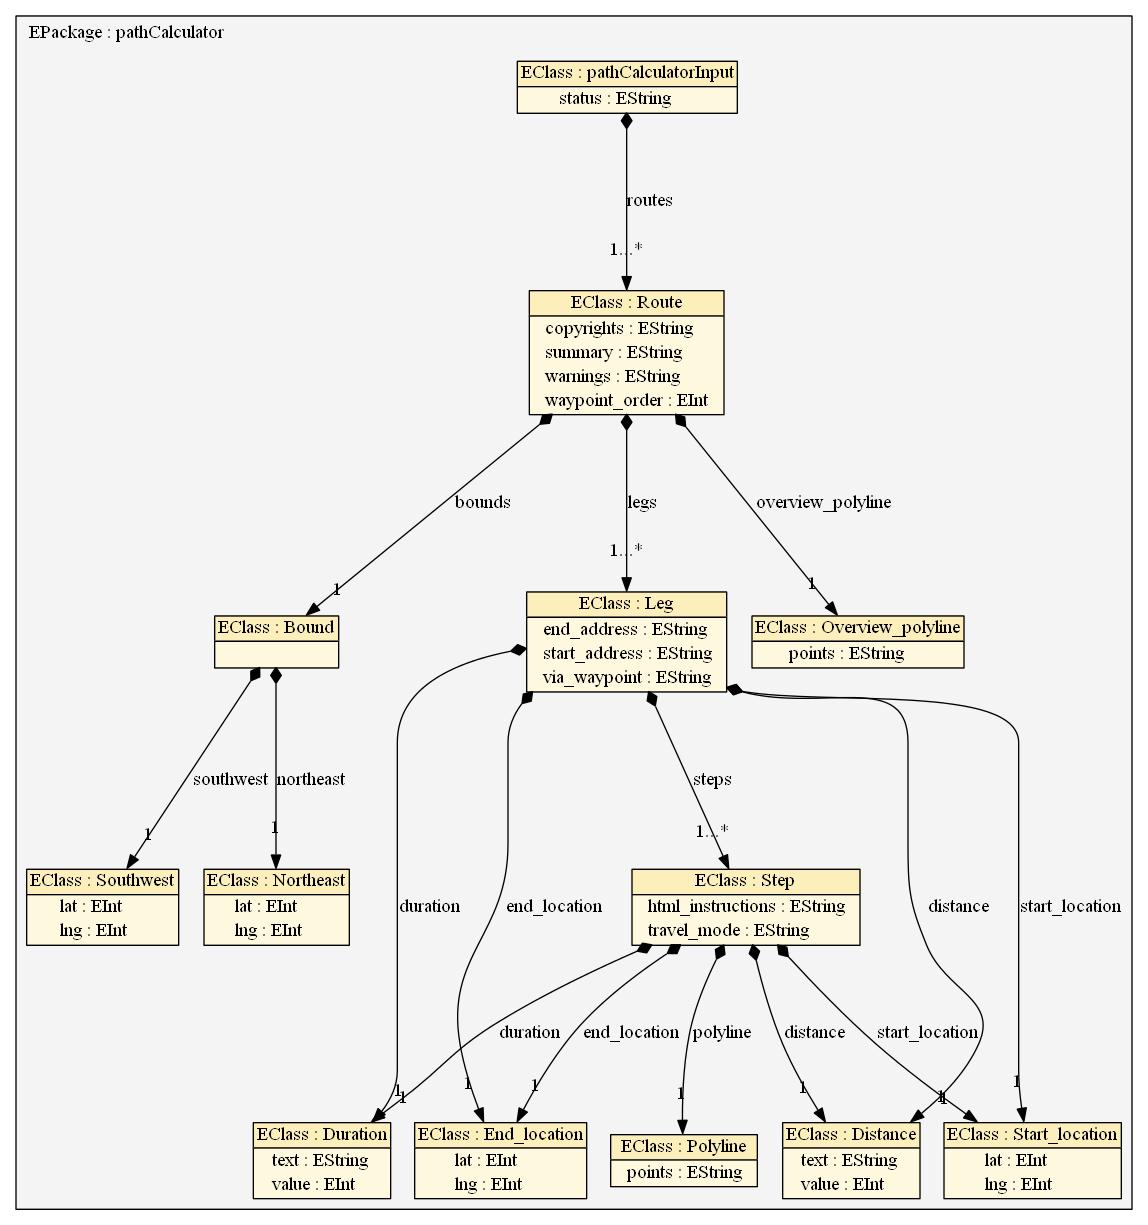 EPackage : pathCalculator
EClass : pathCalculatorInput
status : EString
routes
1...*
EClass : Route
copyrights : EString
summary : EString
warnings : EString
waypoint_order : EInt
bounds
legs
overview_polyline
1...*
1
1
EClass : Leg
end_address : EString
start_address : EString
via_waypoint : EString
EClass : Bound
EClass : Overview_polyline
points : EString
southwest
northeast
steps
1
1
1...*
EClass : Southwest
lat : EInt
lng : EInt
EClass : Northeast
lat : EInt
lng : EInt
EClass : Step
html_instructions : EString
travel_mode : EString
duration
end_location
distance
start_location
duration
end_location
polyline
distance
start_location
1
1
1
1
1
1
1
1
1
EClass : Duration
text : EString
value : EInt
EClass : End_location
lat : EInt
lng : EInt
EClass : Polyline
points : EString
EClass : Distance
text : EString
value : EInt
EClass : Start_location
lat : EInt
lng : EInt